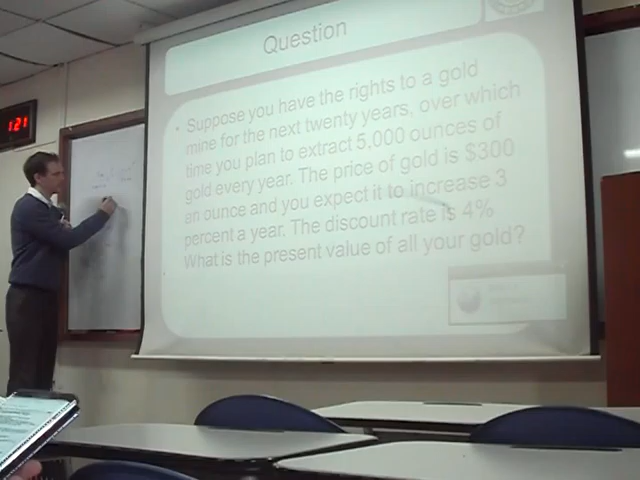 Question
• Suppose you have the rights to a gold
mine for the next twenty years, over which
time you plan to extract 5,000 ounces of
gold every year. The price of gold is $300
an ounce and you expect it to increase 3
percent a year. The discount rate is 4%
What is the present value of all your gold?
1:21